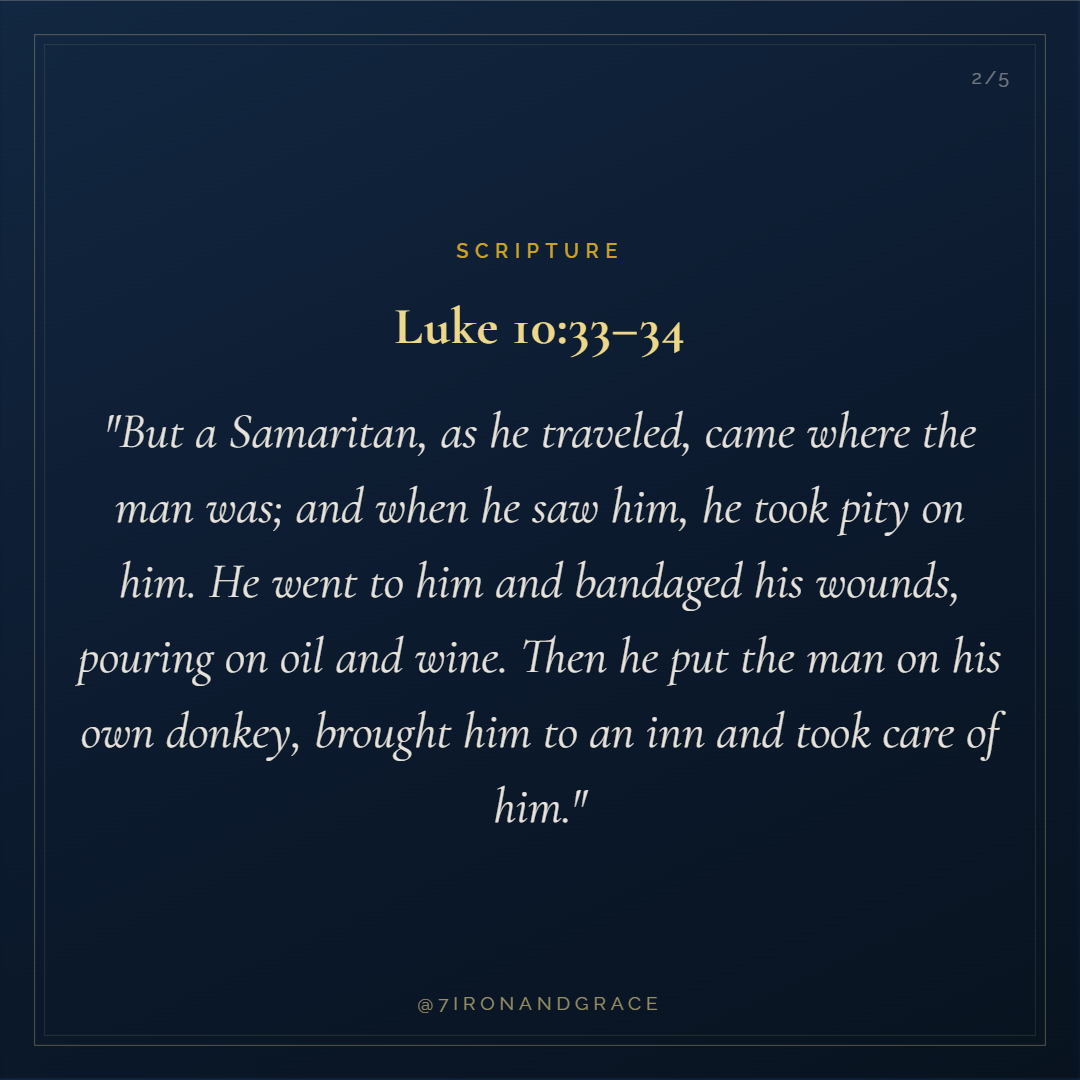 2/5
SCRIPTURE
Luke 10:33–34
"But a Samaritan, as he traveled, came where the
man was; and when he saw him, he took pity on
him. He went to him and bandaged his wounds,
pouring on oil and wine. Then he put the man on his
own donkey, brought him to an inn and took care of
him."
@7IRONANDGRACE